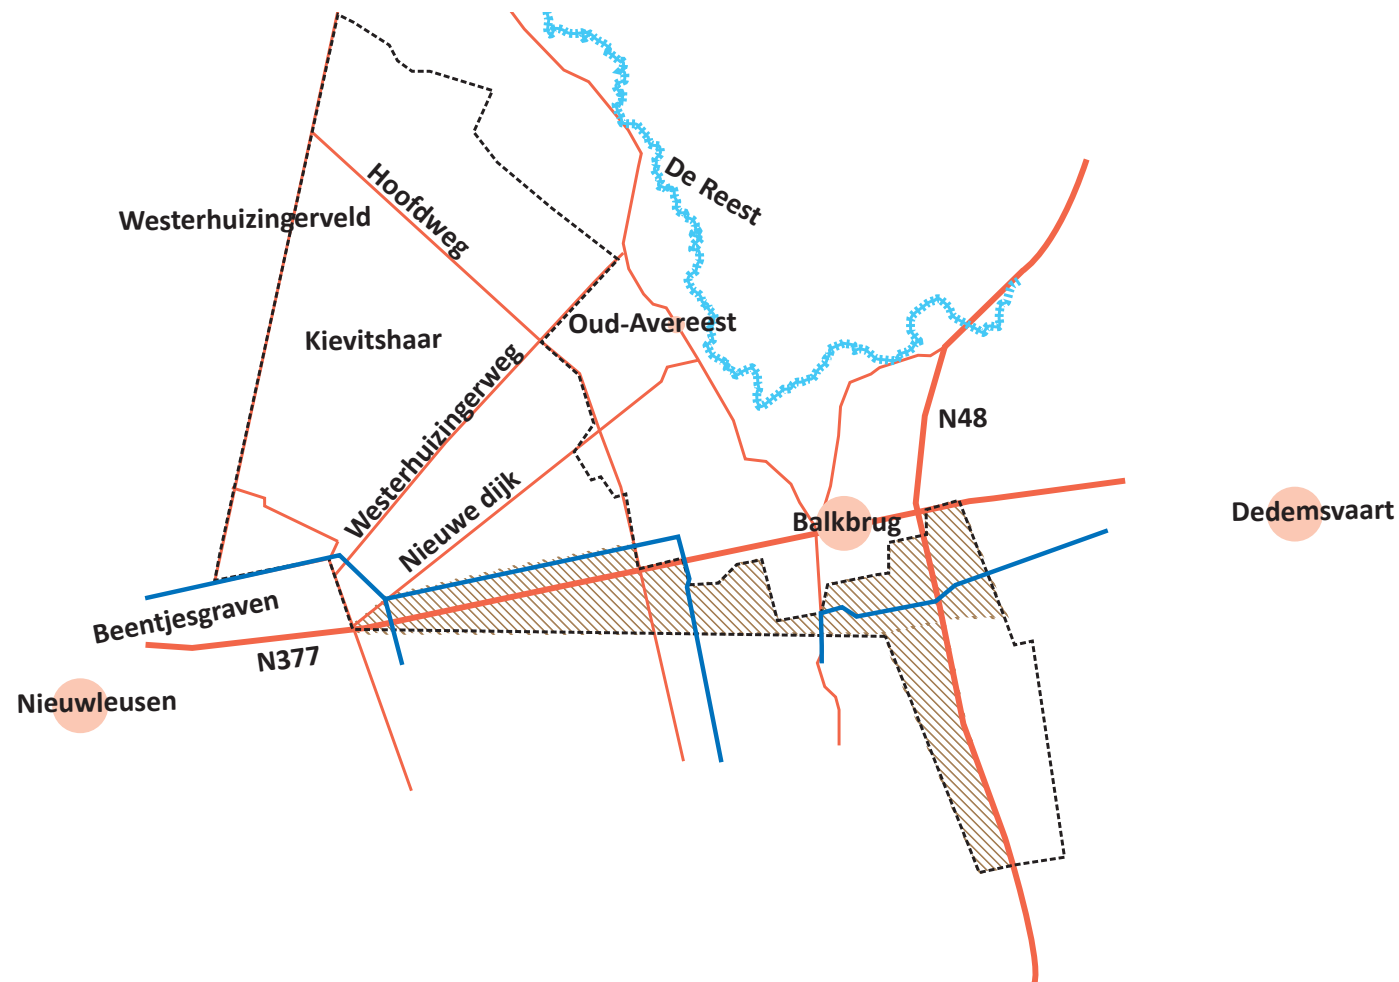 De Reest
Hoofdweg
Westerhuizingerveld
Oud-Avereest
Kievitshaar
Westerhuizingerweg
N48
Nieuwe dijk
Balkbrug
Dedemsvaart
Beentjesgraven
N377
Nieuwleusen